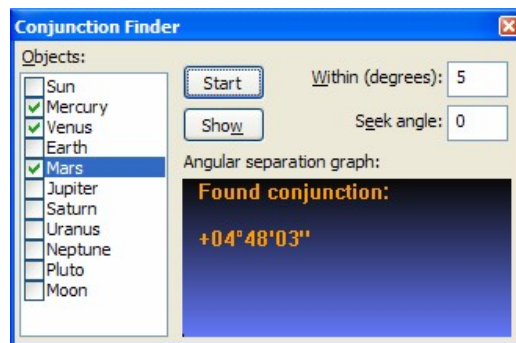 Conjunction Finder
Objects:
Sun
Mercury
Venus
Earth
Mars
Jupiter
Saturn
Uranus
Neptune
Pluto
Moon
Start
Within (degrees): 5
Show
Seek angle: 0
Angular separation graph:
Found conjunction:
+04°48'03''